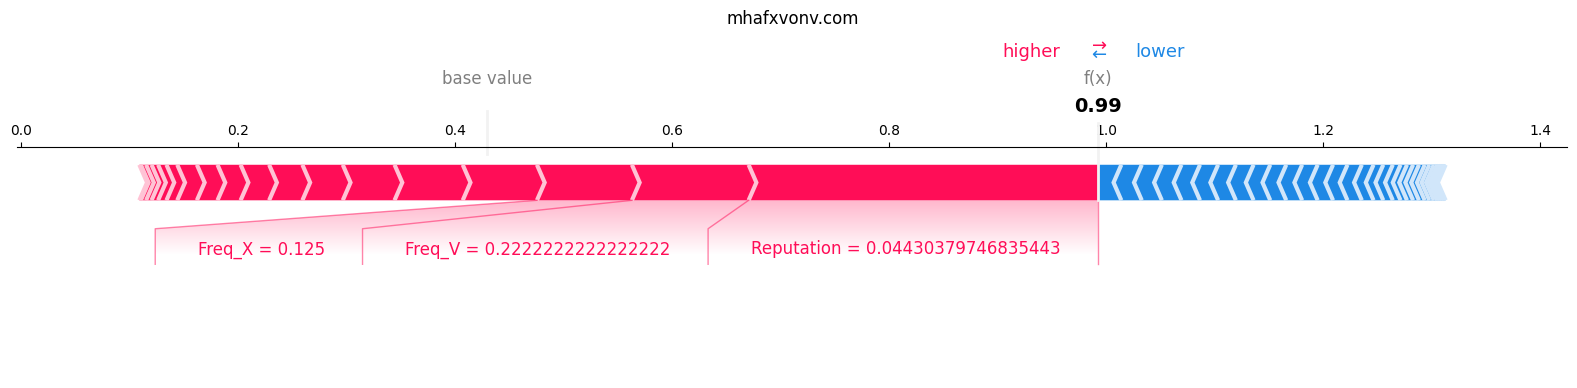 mhafxvonv.com
higher → ← lower
base value f(x)
0.99
0.0 0.2 0.4 0.6 0.8 1.0 1.2 1.4
Freq_X = 0.125 Freq_V = 0.2222222222222222 Reputation = 0.04430379746835443